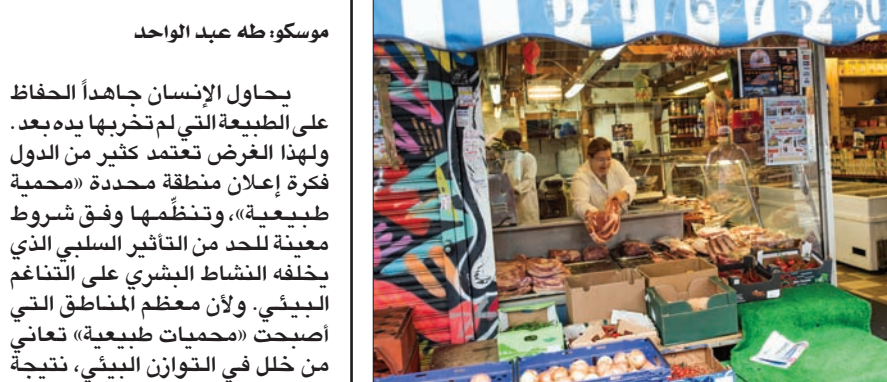 موسكو: طه عبد الواحد
يحاول الإنسان جاهداً الحفاظ
على الطبيعة التي لم تخربها يده بعد.
ولهذا الغرض تعتمد كثير من الدول
فكرة إعلان منطقة محددة «محمية
طبيعية»، وتنظِّمها وفق شروط
معينة للحد من التأثير السلبي الذي
يخلفه النشاط البشري على التناغم
البيئي. ولأن معظم المناطق التي
أصبحت «محميات طبيعية» تعاني
من خلل في التوازن البيئي، نتيجة
020 7627 5250